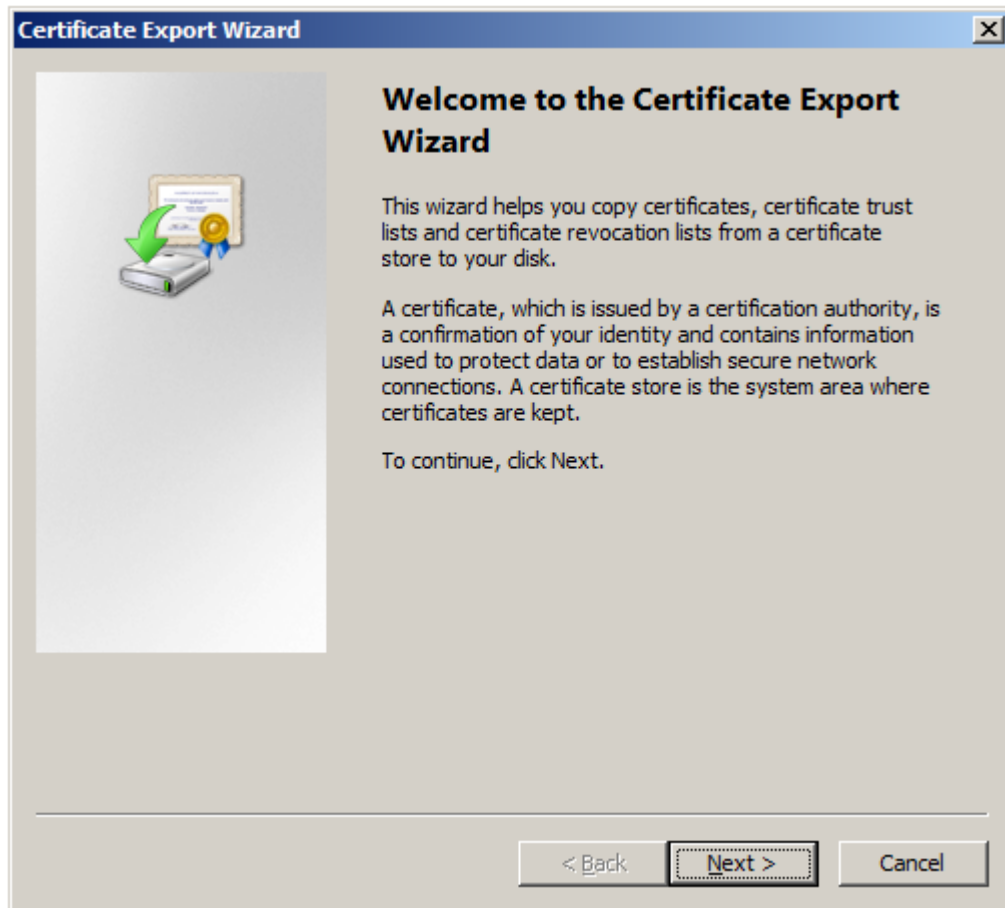 Certificate Export Wizard
Welcome to the Certificate Export
Wizard
This wizard helps you copy certificates, certificate trust
lists and certificate revocation lists from a certificate
store to your disk.
A certificate, which is issued by a certification authority, is
a confirmation of your identity and contains information
used to protect data or to establish secure network
connections. A certificate store is the system area where
certificates are kept.
To continue, click Next.
< Back
Next >
Cancel